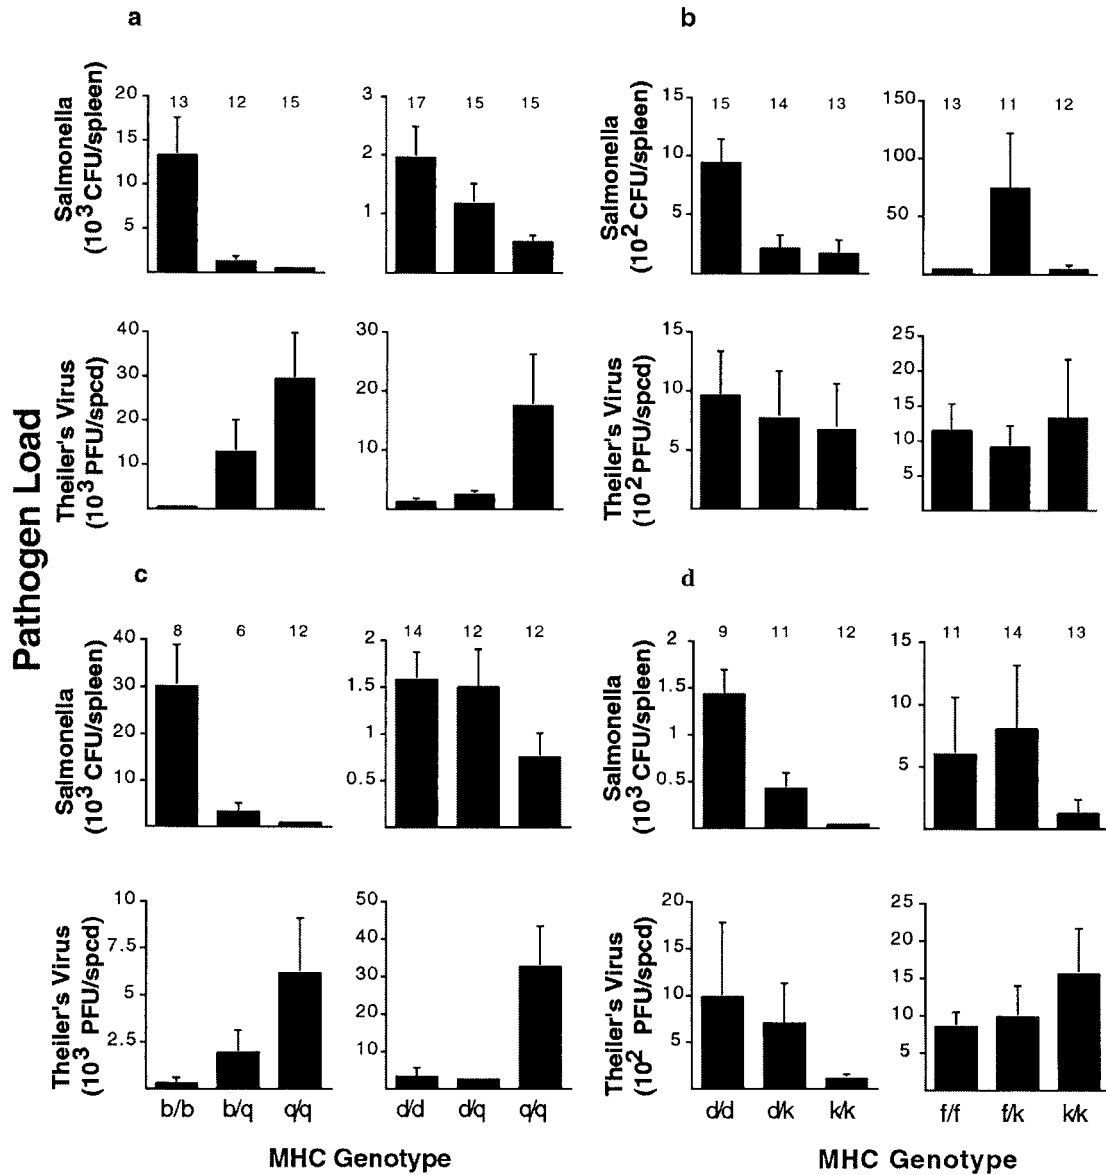 a
b
Pathogen Load
Salmonella
(10³ CFU/spleen)
20
15
10
5
13 12 15
3
2
1
17 15 15
Salmonella
(10² CFU/spleen)
15
10
5
15 14 13
150
100
50
13 11 12
Theiler's Virus
(10³ PFU/spcd)
40
30
20
10
30
20
10
Theiler's Virus
(10² PFU/spcd)
15
10
5
25
20
15
10
5
c
d
Salmonella
(10³ CFU/spleen)
40
30
20
10
8 6 12
2
1.5
1
0.5
14 12 12
Salmonella
(10³ CFU/spleen)
2
1.5
1
0.5
9 11 12
15
10
5
11 14 13
Theiler's Virus
(10³ PFU/spcd)
10
7.5
5
2.5
b/b b/q q/q
50
40
30
20
10
d/d d/q q/q
Theiler's Virus
(10² PFU/spcd)
20
15
10
5
d/d d/k k/k
25
20
15
10
5
f/f f/k k/k
MHC Genotype
MHC Genotype